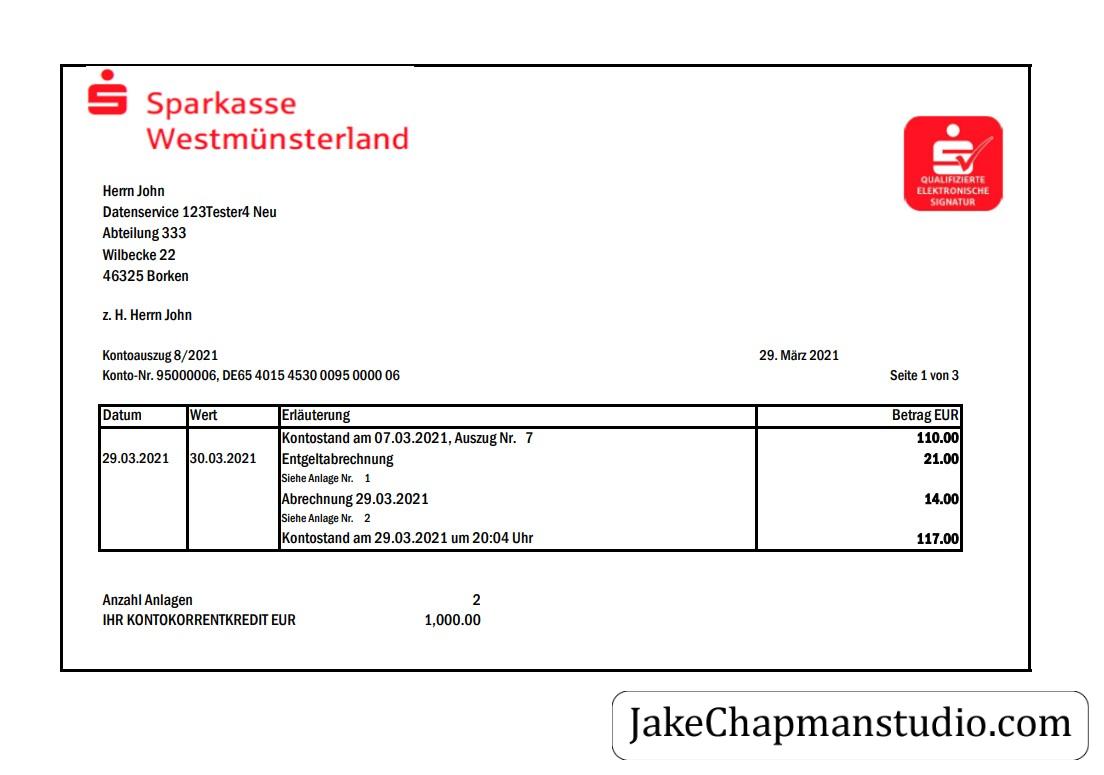 Sparkasse
Westmünsterland
QUALIFIZIERTE
ELEKTRONISCHE
SIGNATUR
Herrn John
Datenservice 123Tester4 Neu
Abteilung 333
Wilbecke 22
46325 Borken
z. H. Herrn John
Kontoauszug 8/2021 29. März 2021
Konto-Nr. 95000006, DE65 4015 4530 0095 0000 06 Seite 1 von 3
Datum Wert Erläuterung Betrag EUR
Kontostand am 07.03.2021, Auszug Nr. 7 110.00
29.03.2021 30.03.2021 Entgeltabrechnung 21.00
Siehe Anlage Nr. 1
Abrechnung 29.03.2021 14.00
Siehe Anlage Nr. 2
Kontostand am 29.03.2021 um 20:04 Uhr 117.00
Anzahl Anlagen 2
IHR KONTOKORRENTKREDIT EUR 1,000.00
JakeChapmanstudio.com